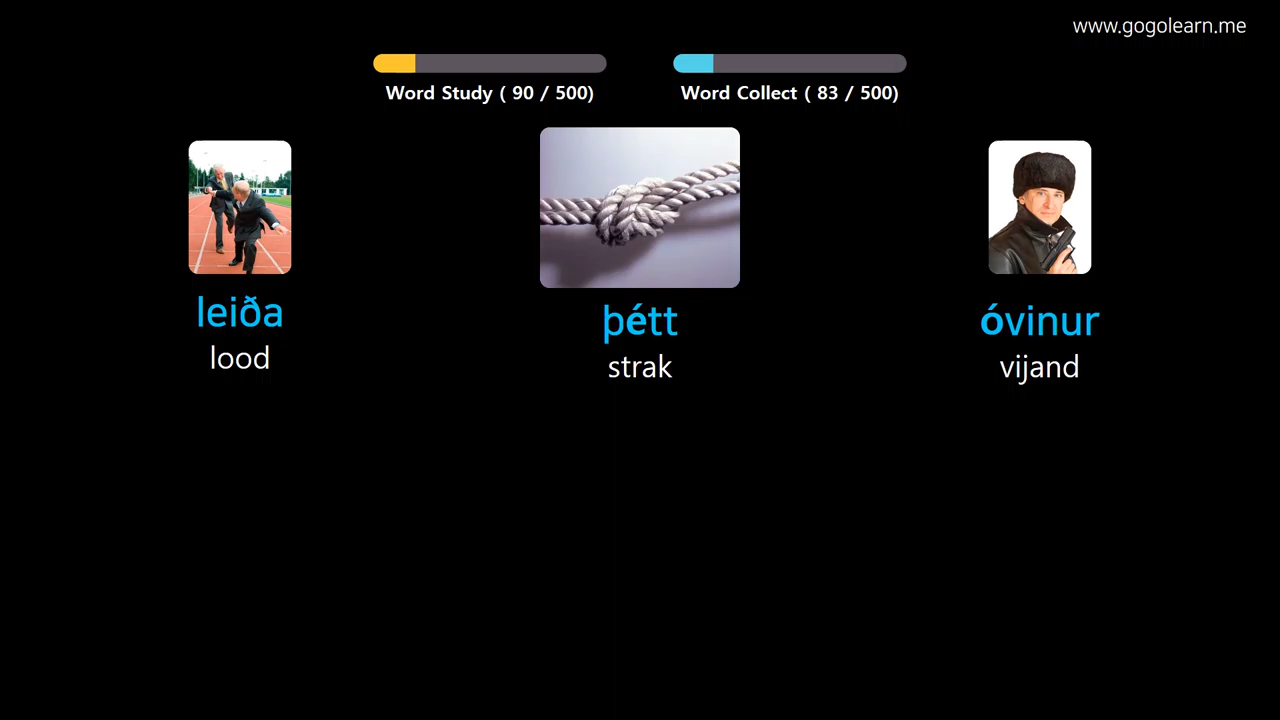 www.gogolearn.me
Word Study ( 90 / 500)
Word Collect ( 83 / 500)
leiða
lood
þétt
strak
óvinur
vijand